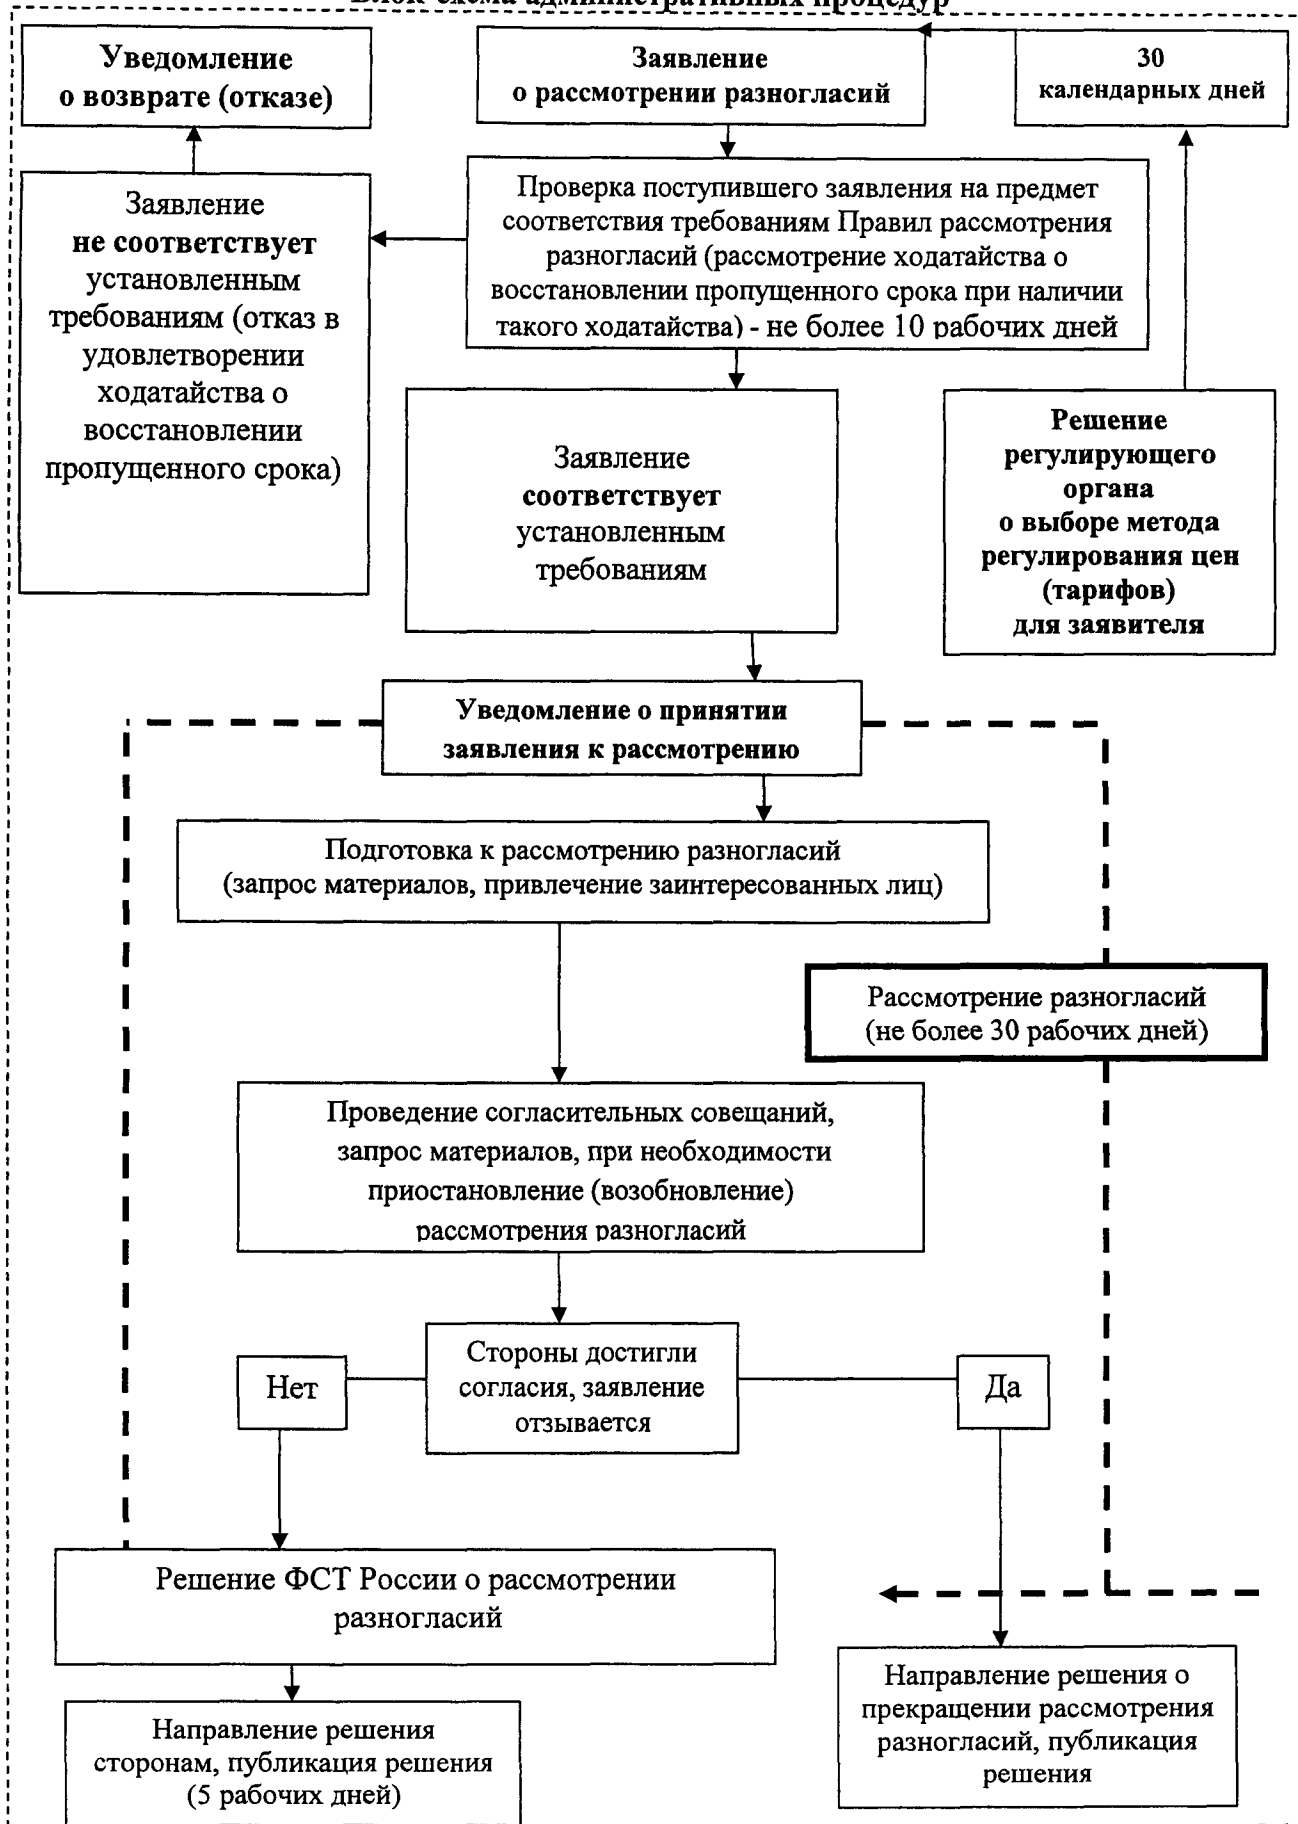 Блок-схема административных процедур
Уведомление
о возврате (отказе)
Заявление
о рассмотрении разногласий
30
календарных дней
Проверка поступившего заявления на предмет
соответствия требованиям Правил рассмотрения
разногласий (рассмотрение ходатайства о
восстановлении пропущенного срока при наличии
такого ходатайства) - не более 10 рабочих дней
Заявление
не соответствует
установленным
требованиям (отказ в
удовлетворении
ходатайства о
восстановлении
пропущенного срока)
Заявление
соответствует
установленным
требованиям
Решение
регулирующего
органа
о выборе метода
регулирования цен
(тарифов)
для заявителя
Уведомление о принятии
заявления к рассмотрению
Подготовка к рассмотрению разногласий
(запрос материалов, привлечение заинтересованных лиц)
Рассмотрение разногласий
(не более 30 рабочих дней)
Проведение согласительных совещаний,
запрос материалов, при необходимости
приостановление (возобновление)
рассмотрения разногласий
Стороны достигли
согласия, заявление
отзывается
Нет
Да
Решение ФСТ России о рассмотрении
разногласий
Направление решения
сторонам, публикация решения
(5 рабочих дней)
Направление решения о
прекращении рассмотрения
разногласий, публикация
решения